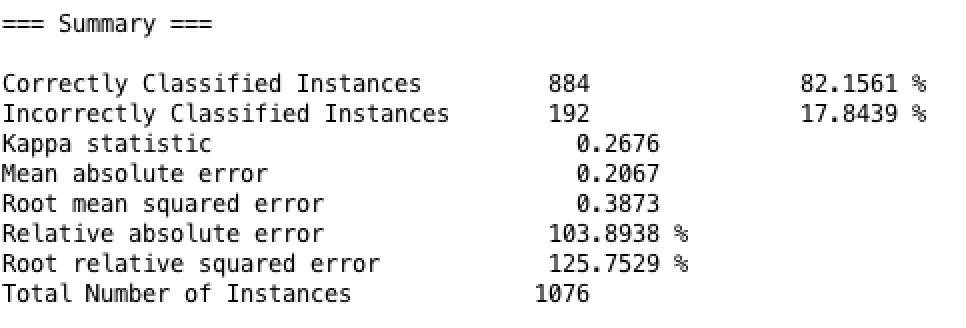 === Summary ===
Correctly Classified Instances 884 82.1561 %
Incorrectly Classified Instances 192 17.8439 %
Kappa statistic 0.2676
Mean absolute error 0.2067
Root mean squared error 0.3873
Relative absolute error 103.8938 %
Root relative squared error 125.7529 %
Total Number of Instances 1076